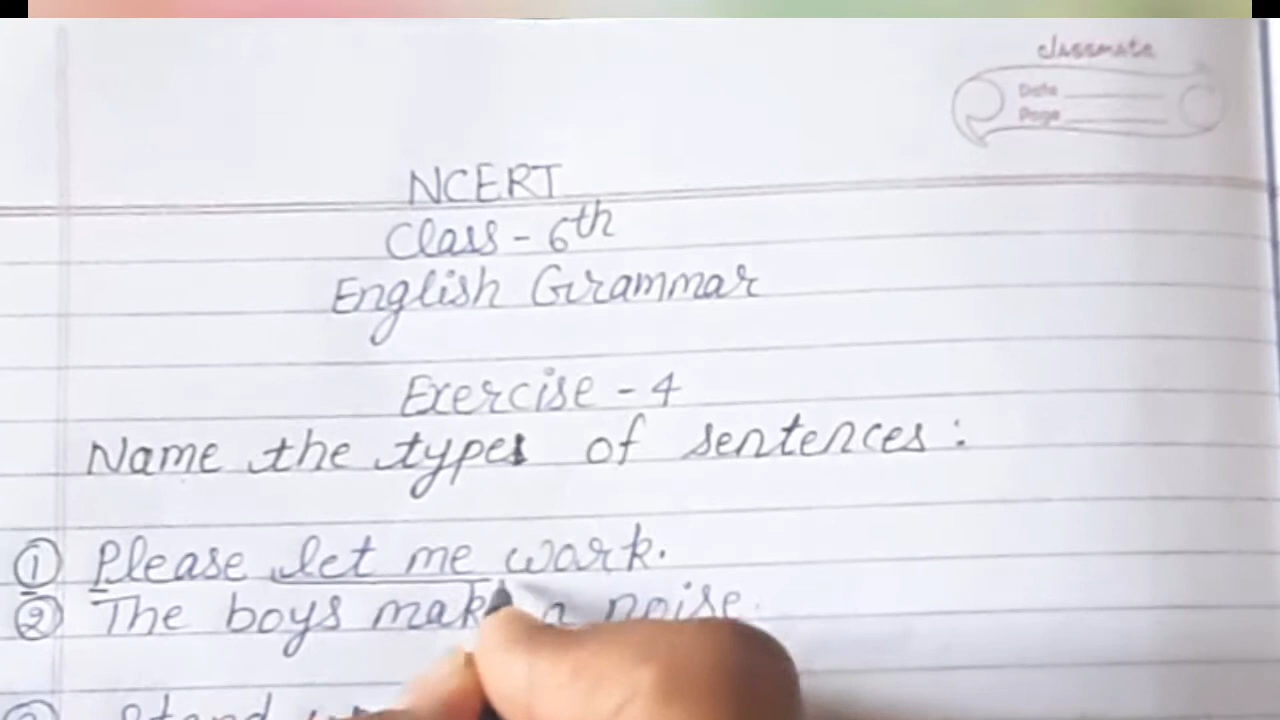 classmate
Date
Page
NCERT
Class - 6th
English Grammar
Exercise - 4
Name the types of sentences :
① Please let me work.
② The boys make a noise.
Stand